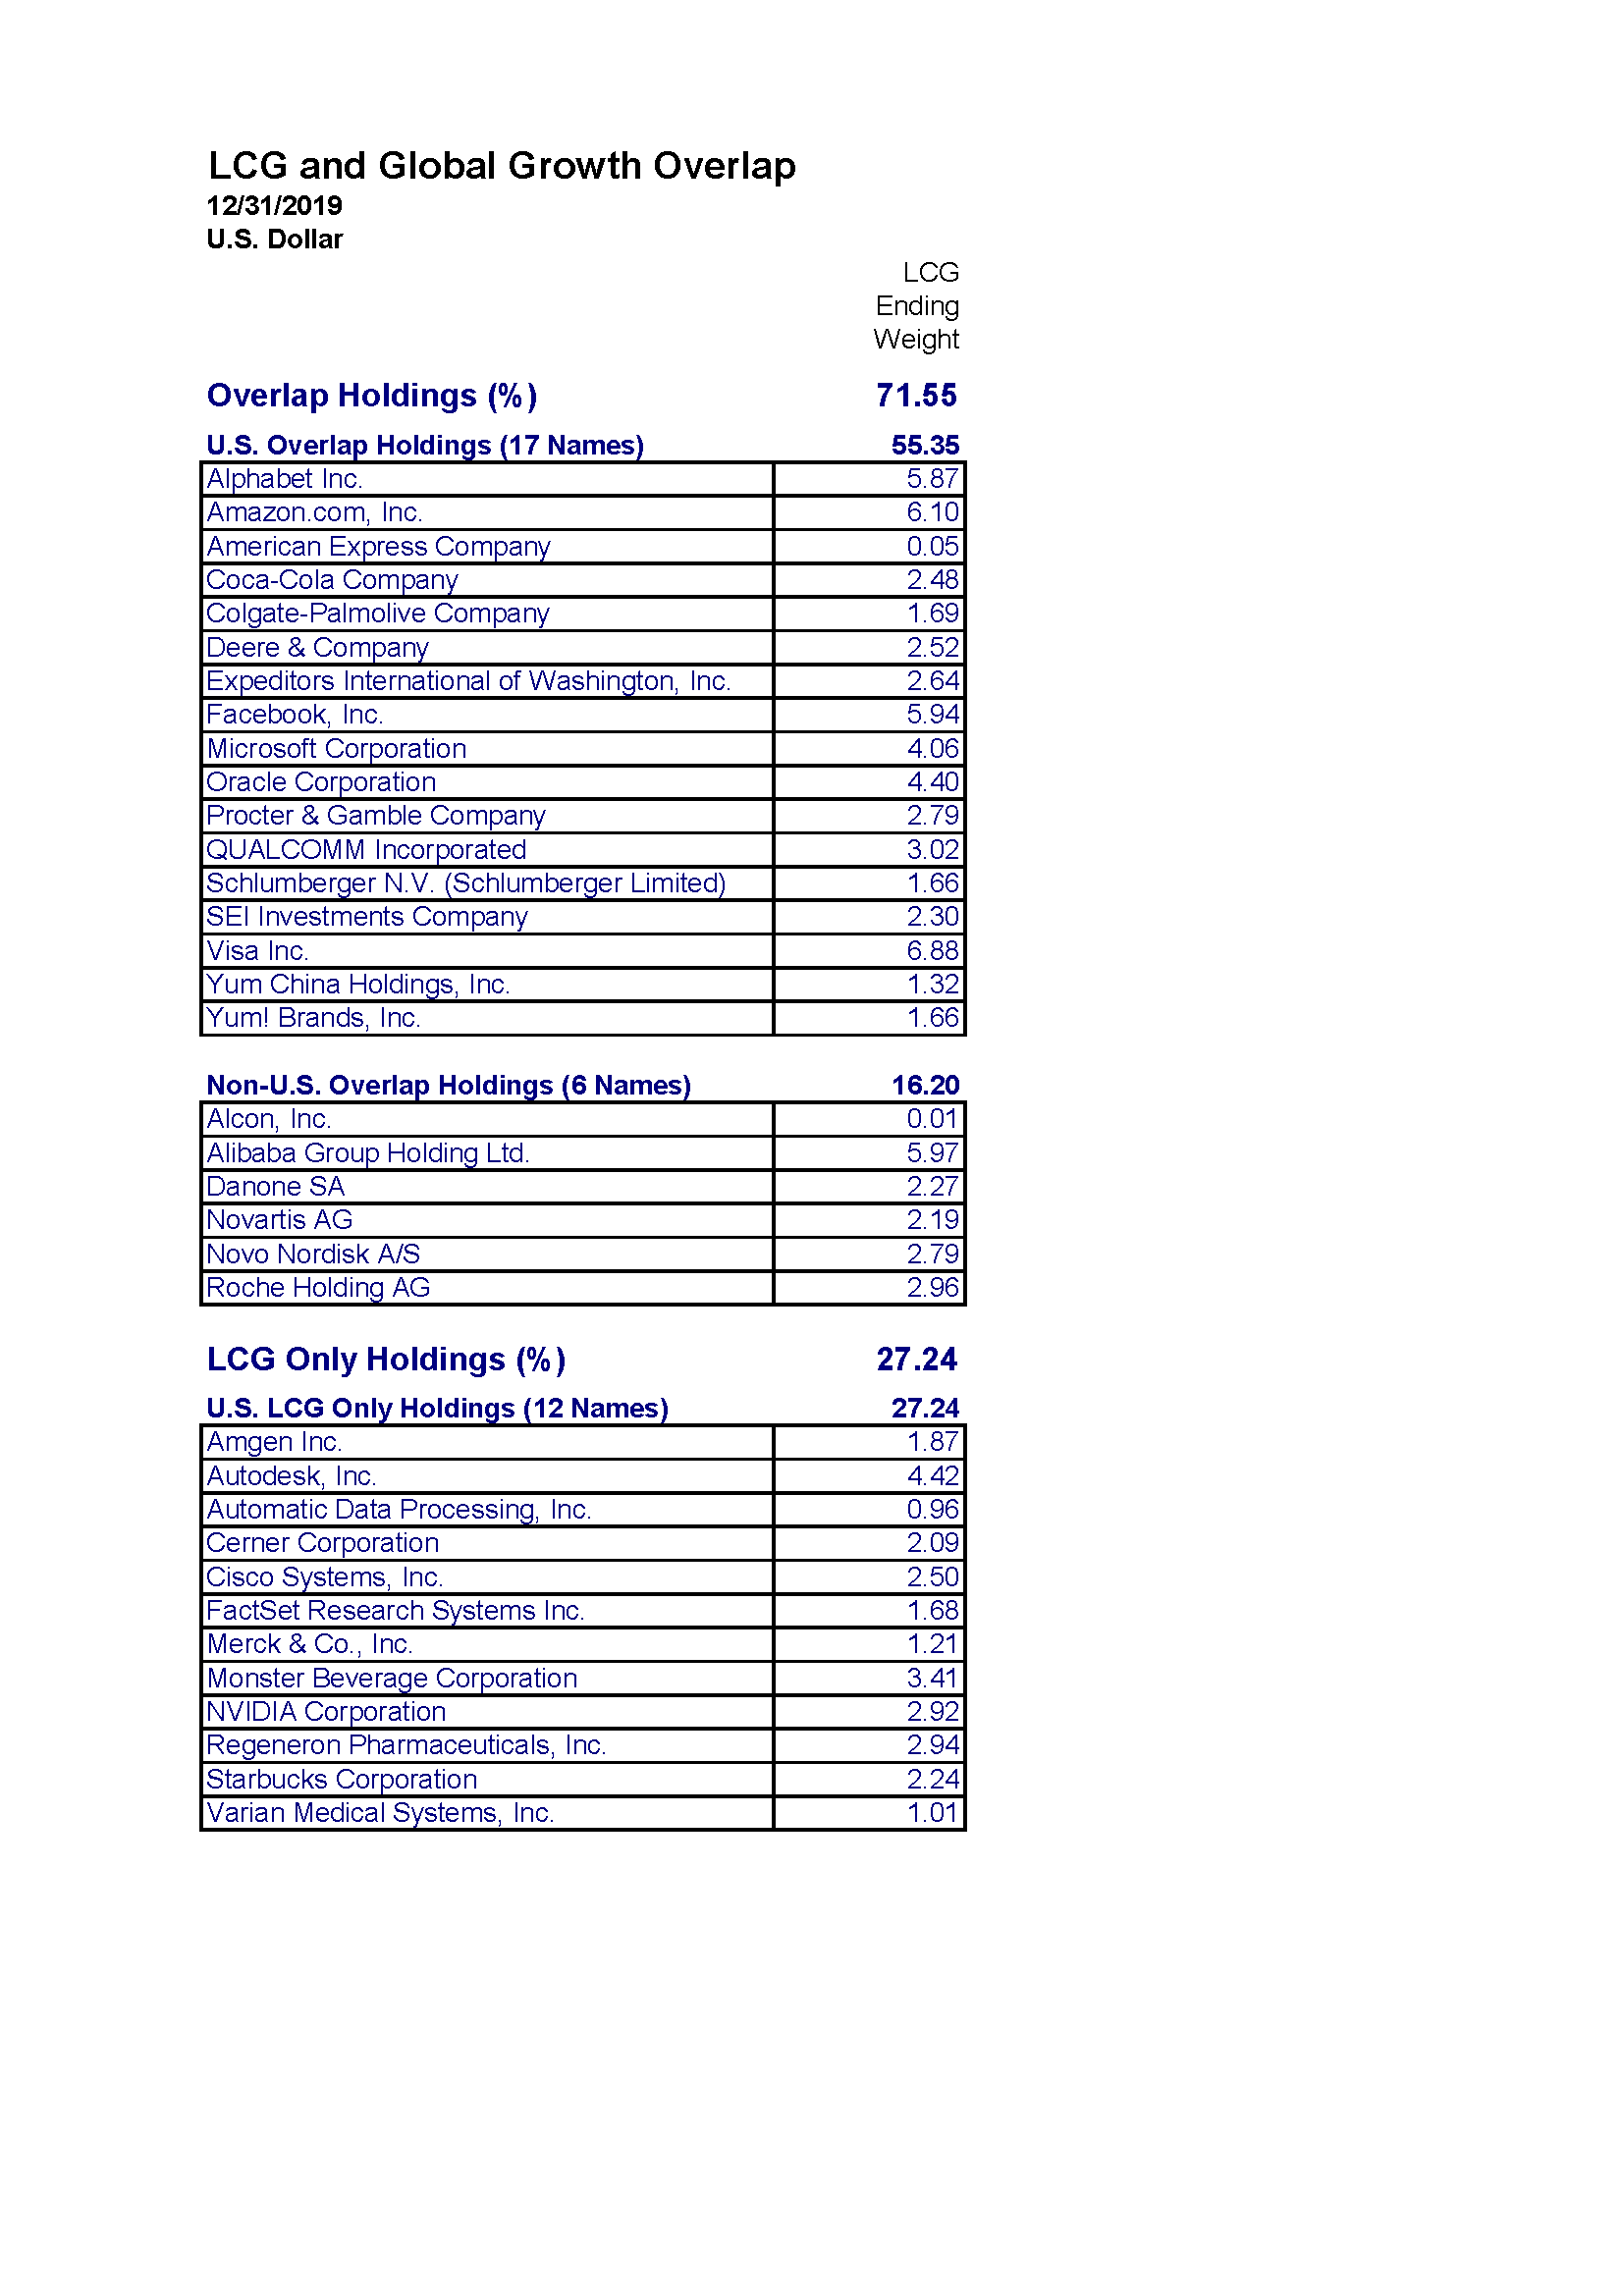 LCG and Global Growth Overlap
12/31/2019
U.S. Dollar
LCG
Ending
Weight
Overlap Holdings (%) 71.55
U.S. Overlap Holdings (17 Names) 55.35
Alphabet Inc. 5.87
Amazon.com, Inc. 6.10
American Express Company 0.05
Coca-Cola Company 2.48
Colgate-Palmolive Company 1.69
Deere & Company 2.52
Expeditors International of Washington, Inc. 2.64
Facebook, Inc. 5.94
Microsoft Corporation 4.06
Oracle Corporation 4.40
Procter & Gamble Company 2.79
QUALCOMM Incorporated 3.02
Schlumberger N.V. (Schlumberger Limited) 1.66
SEI Investments Company 2.30
Visa Inc. 6.88
Yum China Holdings, Inc. 1.32
Yum! Brands, Inc. 1.66
Non-U.S. Overlap Holdings (6 Names) 16.20
Alcon, Inc. 0.01
Alibaba Group Holding Ltd. 5.97
Danone SA 2.27
Novartis AG 2.19
Novo Nordisk A/S 2.79
Roche Holding AG 2.96
LCG Only Holdings (%) 27.24
U.S. LCG Only Holdings (12 Names) 27.24
Amgen Inc. 1.87
Autodesk, Inc. 4.42
Automatic Data Processing, Inc. 0.96
Cerner Corporation 2.09
Cisco Systems, Inc. 2.50
FactSet Research Systems Inc. 1.68
Merck & Co., Inc. 1.21
Monster Beverage Corporation 3.41
NVIDIA Corporation 2.92
Regeneron Pharmaceuticals, Inc. 2.94
Starbucks Corporation 2.24
Varian Medical Systems, Inc. 1.01